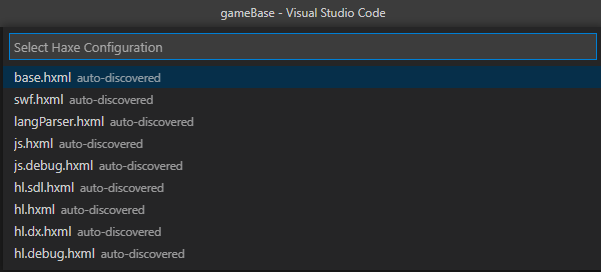 gameBase - Visual Studio Code
Select Haxe Configuration
base.hxml auto-discovered
swf.hxml auto-discovered
langParser.hxml auto-discovered
js.hxml auto-discovered
js.debug.hxml auto-discovered
hl.sdl.hxml auto-discovered
hl.hxml auto-discovered
hl.dx.hxml auto-discovered
hl.debug.hxml auto-discovered